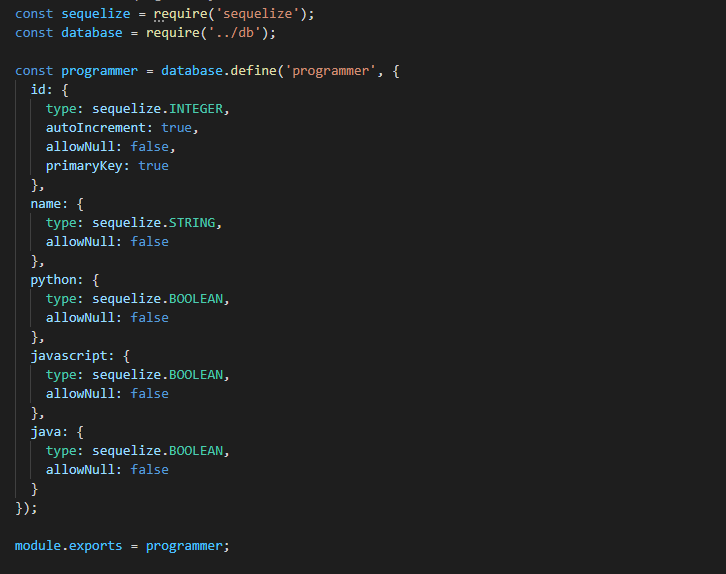 const sequelize = require('sequelize');
const database = require('../db');
const programmer = database.define('programmer', {
  id: {
    type: sequelize.INTEGER,
    autoIncrement: true,
    allowNull: false,
    primaryKey: true
  },
  name: {
    type: sequelize.STRING,
    allowNull: false
  },
  python: {
    type: sequelize.BOOLEAN,
    allowNull: false
  },
  javascript: {
    type: sequelize.BOOLEAN,
    allowNull: false
  },
  java: {
    type: sequelize.BOOLEAN,
    allowNull: false
  }
});
module.exports = programmer;